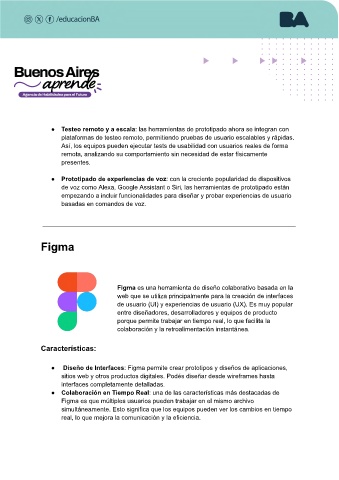 /educacionBA
BA
Buenos Aires
aprende
Agencia de Habilidades para el Futuro
● Testeo remoto y a escala: las herramientas de prototipado ahora se integran con
plataformas de testeo remoto, permitiendo pruebas de usuario escalables y rápidas.
Así, los equipos pueden ejecutar tests de usabilidad con usuarios reales de forma
remota, analizando su comportamiento sin necesidad de estar físicamente
presentes.
● Prototipado de experiencias de voz: con la creciente popularidad de dispositivos
de voz como Alexa, Google Assistant o Siri, las herramientas de prototipado están
empezando a incluir funcionalidades para diseñar y probar experiencias de usuario
basadas en comandos de voz.
Figma
Figma es una herramienta de diseño colaborativo basada en la
web que se utiliza principalmente para la creación de interfaces
de usuario (UI) y experiencias de usuario (UX). Es muy popular
entre diseñadores, desarrolladores y equipos de producto
porque permite trabajar en tiempo real, lo que facilita la
colaboración y la retroalimentación instantánea.
Características:
● Diseño de Interfaces: Figma permite crear prototipos y diseños de aplicaciones,
sitios web y otros productos digitales. Podés diseñar desde wireframes hasta
interfaces completamente detalladas.
● Colaboración en Tiempo Real: una de las características más destacadas de
Figma es que múltiples usuarios pueden trabajar en el mismo archivo
simultáneamente. Esto significa que los equipos pueden ver los cambios en tiempo
real, lo que mejora la comunicación y la eficiencia.